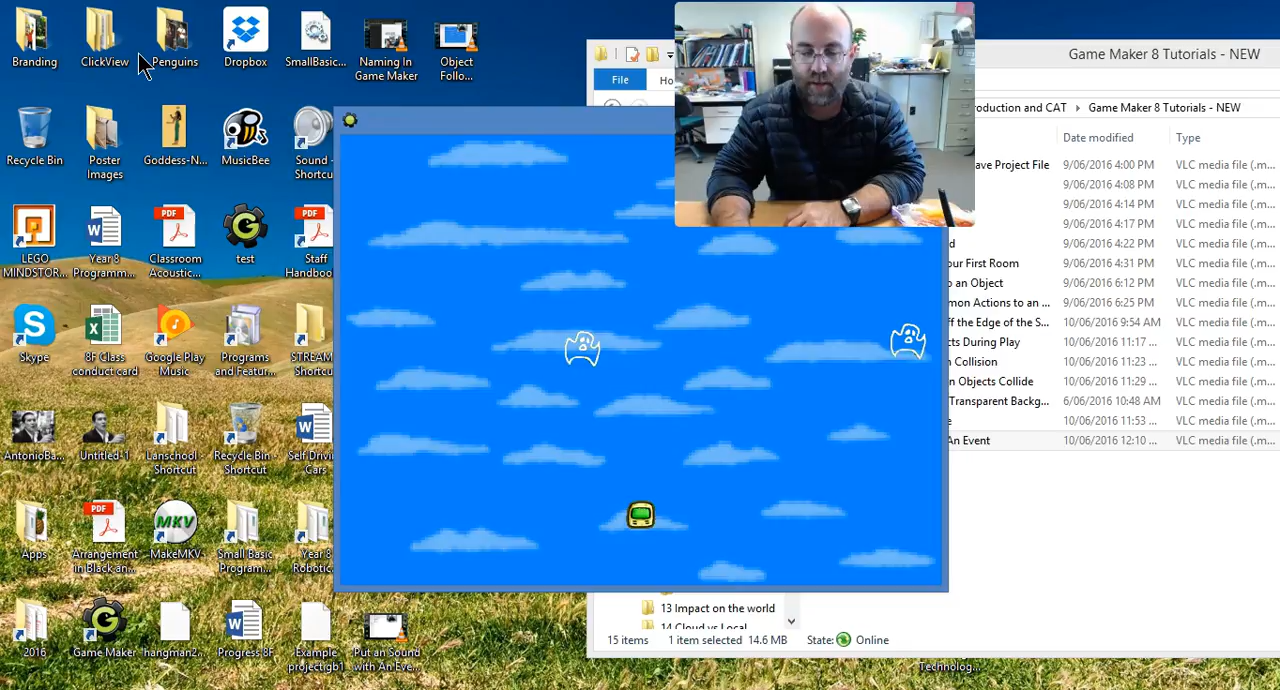 Branding
ClickView
Penguins
Dropbox
SmallBasic...
Naming In
Game Maker
Object
Follo...
Recycle Bin
Poster
Images
Goddess-N...
MusicBee
Sound -
Shortcu
LEGO
MINDSTOR...
Year 8
Programm...
PDF
Classroom
Acoustic...
test
PDF
Staff
Handboo
Skype
8F Class
conduct card
Google Play
Music
Programs
and Featur...
STREAM
Shortcu
AntonioBa...
Untitled-1
Lanschool -
Shortcut
Recycle Bin -
Shortcut
Self Drivin
Cars
Apps
PDF
Arrangement
in Black an...
MKV
MakeMKV
Small Basic
Program...
Year 8
Robotic
2016
Game Maker
hangman2...
Progress 8F
Example
project.gb1
Put an Sound
with An Eve...
File
Ho
Game Maker 8 Tutorials - NEW
roduction and CAT
Game Maker 8 Tutorials - NEW
Date modified
Type
ave Project File
9/06/2016 4:00 PM
VLC media file (.m...
9/06/2016 4:08 PM
VLC media file (.m...
9/06/2016 4:14 PM
VLC media file (.m...
9/06/2016 4:17 PM
VLC media file (.m...
d
9/06/2016 4:22 PM
VLC media file (.m...
our First Room
9/06/2016 4:31 PM
VLC media file (.m...
o an Object
9/06/2016 6:12 PM
VLC media file (.m...
mon Actions to an ...
9/06/2016 6:25 PM
VLC media file (.m...
ff the Edge of the S...
10/06/2016 9:54 AM
VLC media file (.m...
cts During Play
10/06/2016 11:17 ...
VLC media file (.m...
n Collision
10/06/2016 11:23 ...
VLC media file (.m...
n Objects Collide
10/06/2016 11:29 ...
VLC media file (.m...
Transparent Backg...
6/06/2016 10:48 AM
VLC media file (.m...
e
10/06/2016 11:53 ...
VLC media file (.m...
An Event
10/06/2016 12:10 ...
VLC media file (.m...
13 Impact on the world
14 Cloud vs Local
15 items
1 item selected
14.6 MB
State:
Online
Technolog...